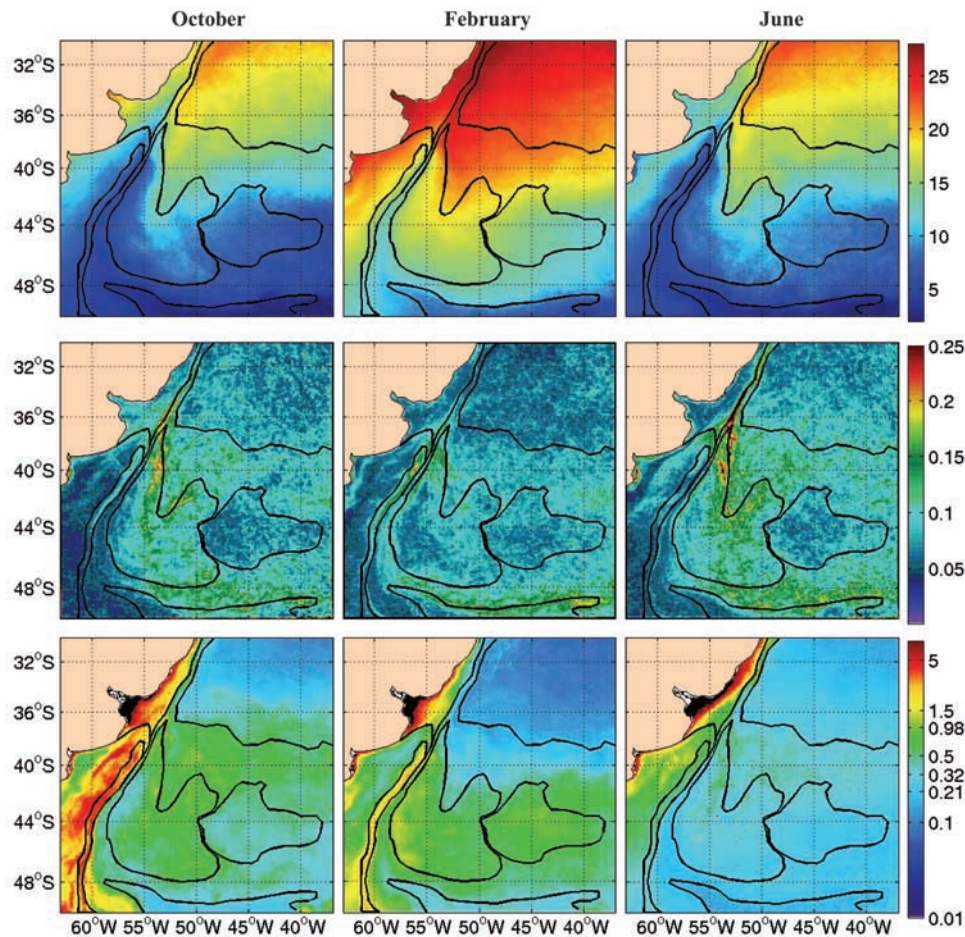 October February June
32°S 25
36°S 20
40°S 15
44°S 10
48°S 5
0.25
32°S
36°S 0.2
40°S 0.15
44°S 0.1
48°S 0.05
32°S 5
36°S 1.5
0.98
40°S 0.5
0.32
44°S 0.21
0.1
48°S
0.01
60°W 55°W 50°W 45°W 40°W 60°W 55°W 50°W 45°W 40°W 60°W 55°W 50°W 45°W 40°W